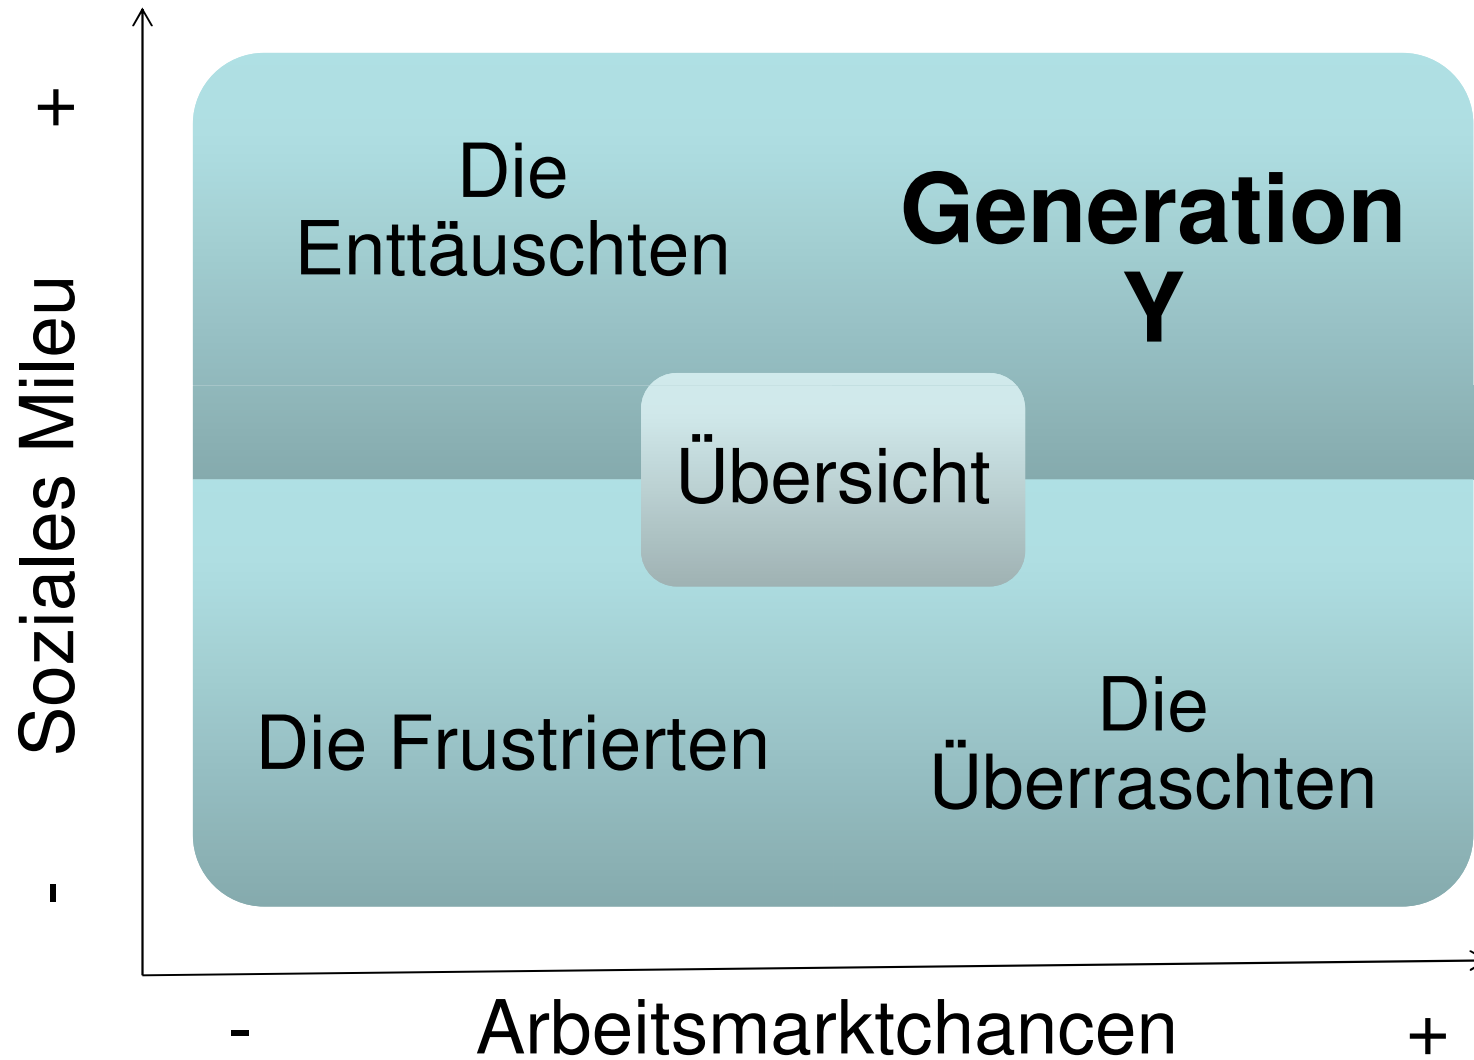 +
Soziales Mileu
-
Die
Enttäuschten
Generation
Y
Übersicht
Die Frustrierten
Die
Überraschten
- Arbeitsmarktchancen +